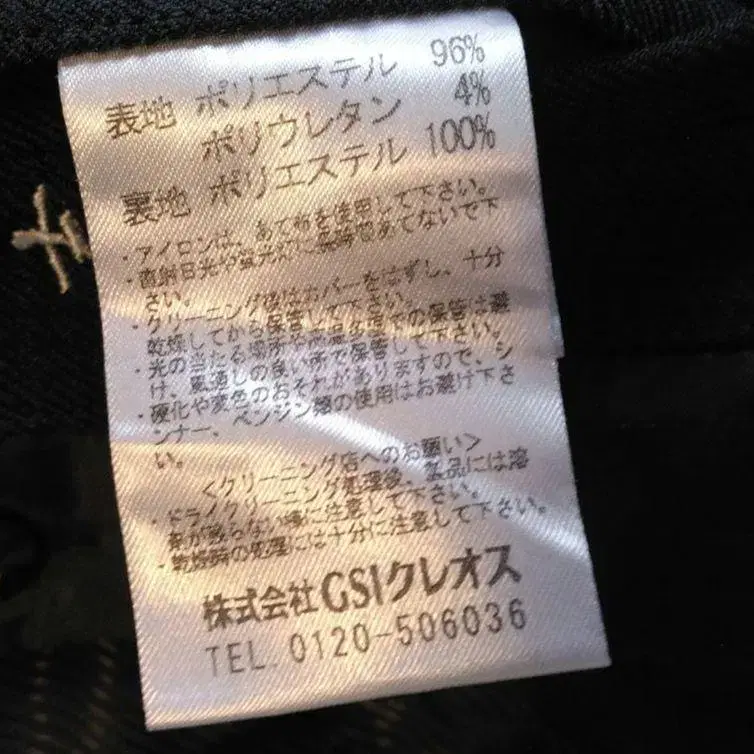 表地 ポリエステル 96%
ポリウレタン 4%
裏地 ポリエステル 100%
・アイロンは、あて布を使用して下さい。
・直射日光や蛍光灯に長時間あてないで下
さい。
・クリーニング後はカバーをはずし、十分
乾燥してから保管して下さい。
・光の当たる場所や高温多湿での保管は避
け、風通しの良い所で保管して下さい。
・硬化や変色のおそれがありますので、シ
ンナー、ベンジン類の使用はお避け下さ
い。
<クリーニング店へのお願い>
・ドライクリーニング処理後、製品には溶
剤が残らない様に注意して下さい。
・乾燥時の処理には十分に注意して下さい。
株式会社GSIクレオス
TEL. 0120-506036